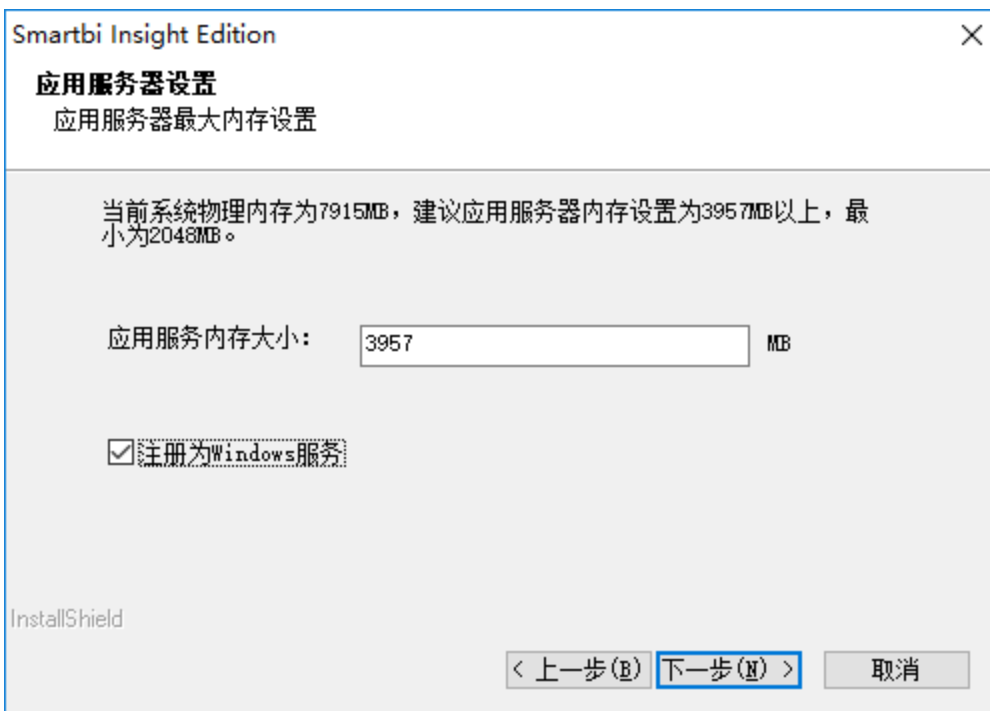 Smartbi Insight Edition
应用服务器设置
应用服务器最大内存设置
当前系统物理内存为7915MB，建议应用服务器内存设置为3957MB以上，最
小为2048MB。
应用服务内存大小：
3957
MB
注册为Windows服务
InstallShield
< 上一步(B)
下一步(N) >
取消